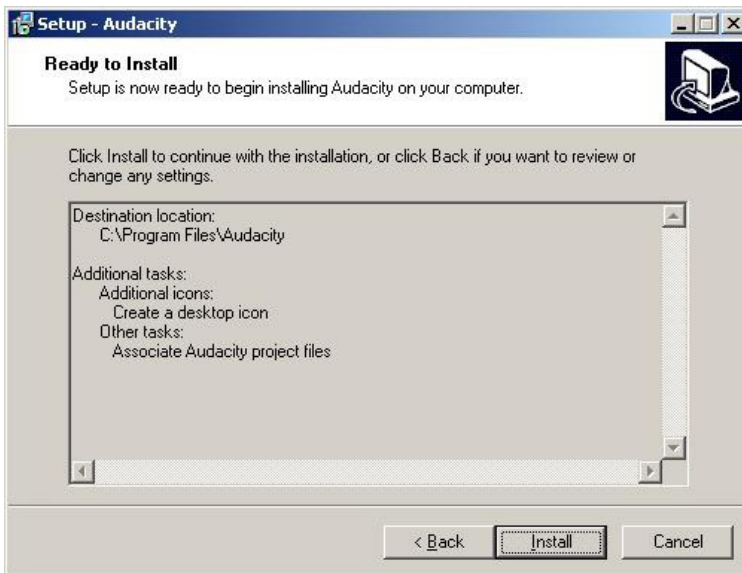 Setup - Audacity
Ready to Install
Setup is now ready to begin installing Audacity on your computer.
Click Install to continue with the installation, or click Back if you want to review or
change any settings.
Destination location:
C:\Program Files\Audacity
Additional tasks:
Additional icons:
Create a desktop icon
Other tasks:
Associate Audacity project files
< Back
Install
Cancel